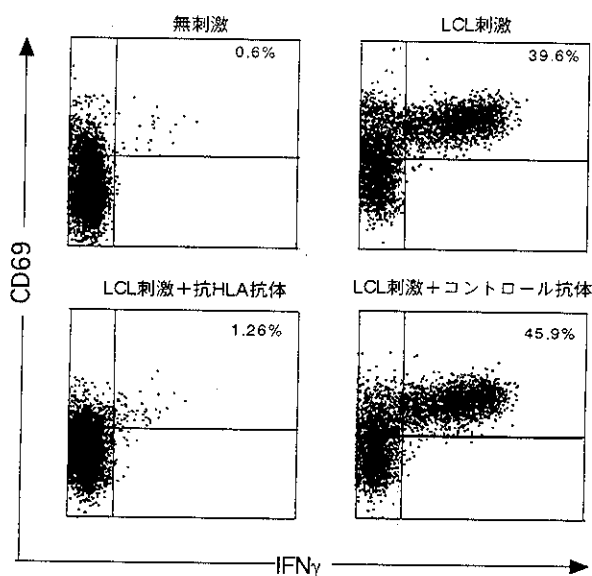 無刺激
LCL刺激
0.6%
39.6%
LCL刺激＋抗HLA抗体
LCL刺激＋コントロール抗体
1.26%
45.9%
CD69
IFNγ